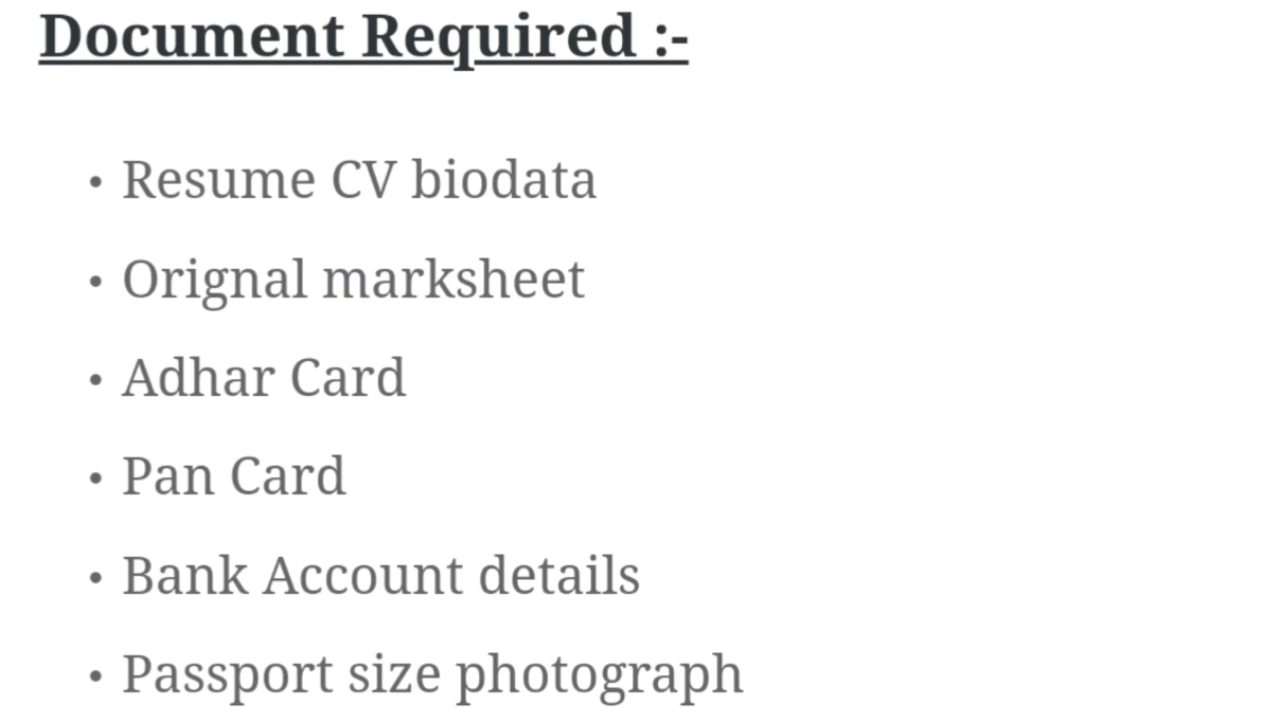 Document Required :-
• Resume CV biodata
• Orignal marksheet
• Adhar Card
• Pan Card
• Bank Account details
• Passport size photograph